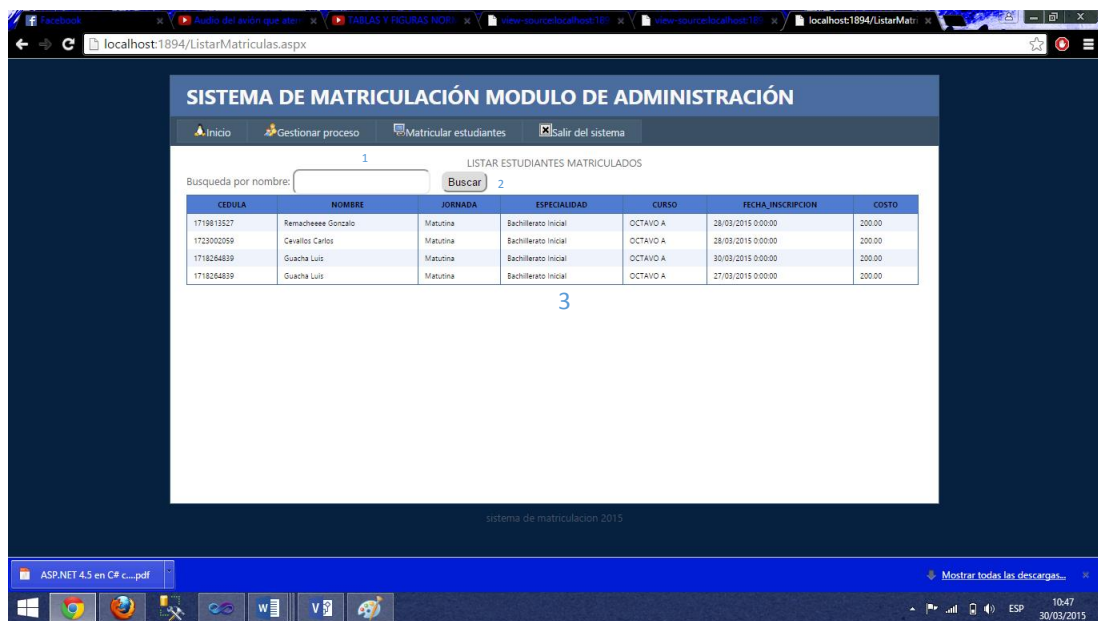 Facebook
Audio del avión que aten
TABLAS Y FIGURAS NOR
view-source:localhost:189
view-source:localhost:18
localhost:1894/ListarMatri
localhost:1894/ListarMatriculas.aspx
SISTEMA DE MATRICULACIÓN MODULO DE ADMINISTRACIÓN
Inicio Gestionar proceso Matricular estudiantes Salir del sistema
1
LISTAR ESTUDIANTES MATRICULADOS
Busqueda por nombre: Buscar 2
CEDULA NOMBRE JORNADA ESPECIALIDAD CURSO FECHA_INSCRIPCION COSTO
1719813527 Remacheeee Gonzalo Matutina Bachillerato Inicial OCTAVO A 28/03/2015 0:00:00 200.00
1723002059 Cevallos Carlos Matutina Bachillerato Inicial OCTAVO A 28/03/2015 0:00:00 200.00
1718264839 Guacha Luis Matutina Bachillerato Inicial OCTAVO A 30/03/2015 0:00:00 200.00
1718264839 Guacha Luis Matutina Bachillerato Inicial OCTAVO A 27/03/2015 0:00:00 200.00
3
sistema de matriculacion 2015
ASP.NET 4.5 en C# c....pdf
Mostrar todas las descargas...
ESP
10:47
30/03/2015